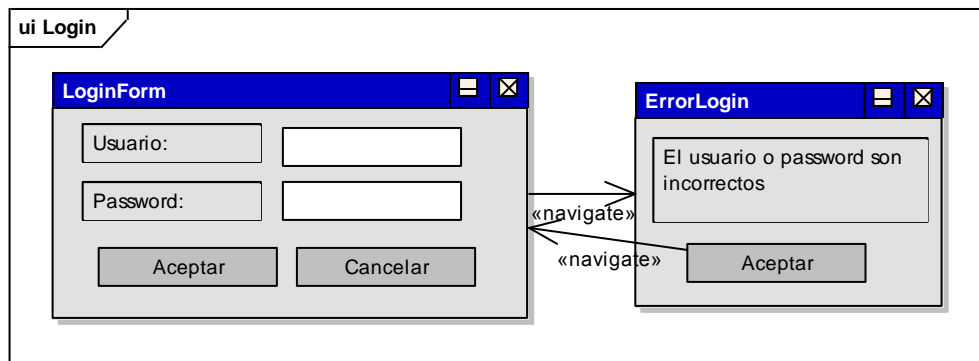 ui Login
LoginForm
Usuario:
Password:
Aceptar
Cancelar
«navigate»
«navigate»
ErrorLogin
El usuario o password son
incorrectos
Aceptar